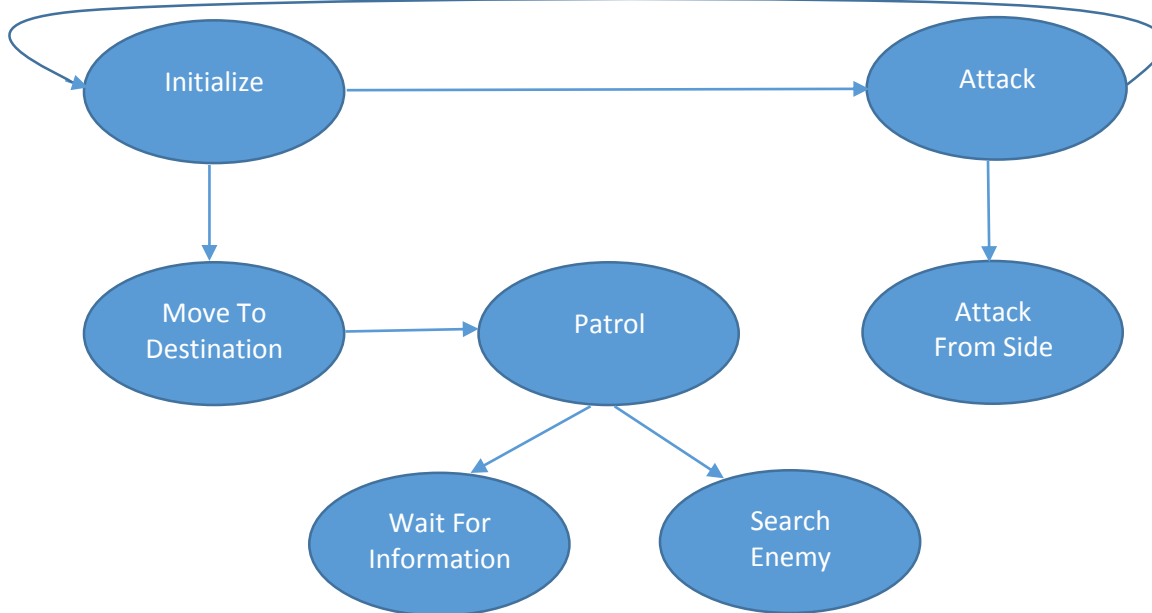 Initialize
Attack
Move To
Destination
Patrol
Attack
From Side
Wait For
Information
Search
Enemy